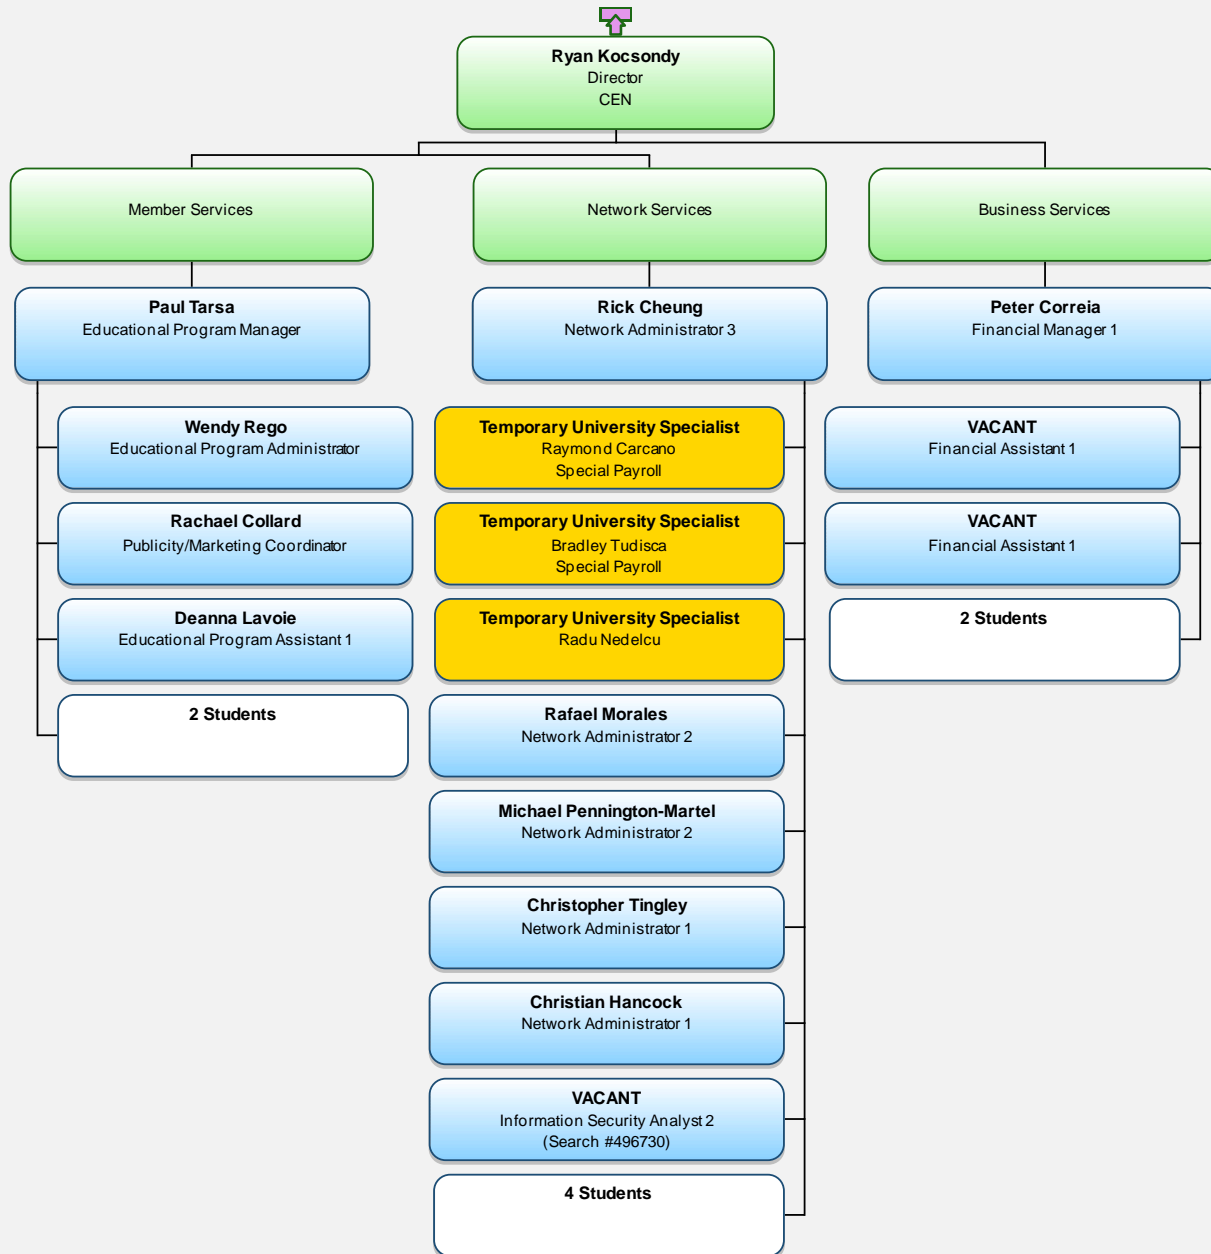 Ryan Kocsondy
Director
CEN
Member Services
Network Services
Business Services
Paul Tarsa
Educational Program Manager
Rick Cheung
Network Administrator 3
Peter Correia
Financial Manager 1
Wendy Rego
Educational Program Administrator
Rachael Collard
Publicity/Marketing Coordinator
Deanna Lavoie
Educational Program Assistant 1
2 Students
Temporary University Specialist
Raymond Carcano
Special Payroll
Temporary University Specialist
Bradley Tudisca
Special Payroll
Temporary University Specialist
Radu Nedelcu
Rafael Morales
Network Administrator 2
Michael Pennington-Martel
Network Administrator 2
Christopher Tingley
Network Administrator 1
Christian Hancock
Network Administrator 1
VACANT
Information Security Analyst 2
(Search #496730)
4 Students
VACANT
Financial Assistant 1
VACANT
Financial Assistant 1
2 Students